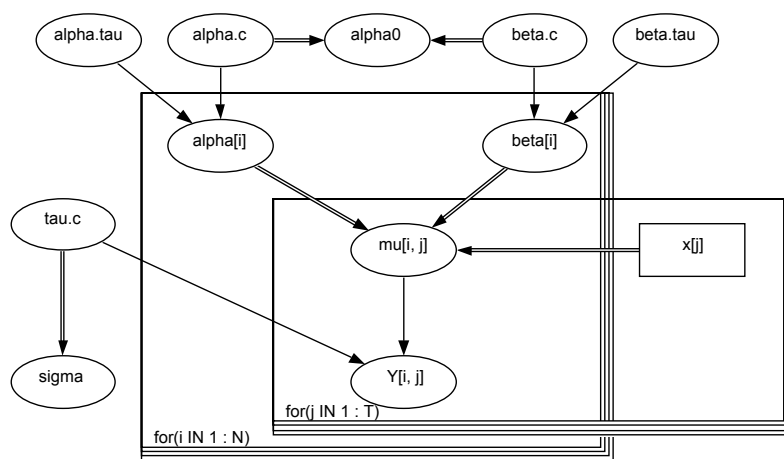 alpha.tau
alpha.c
alpha0
beta.c
beta.tau
alpha[i]
beta[i]
tau.c
mu[i, j]
x[j]
sigma
Y[i, j]
for(j IN 1 : T)
for(i IN 1 : N)